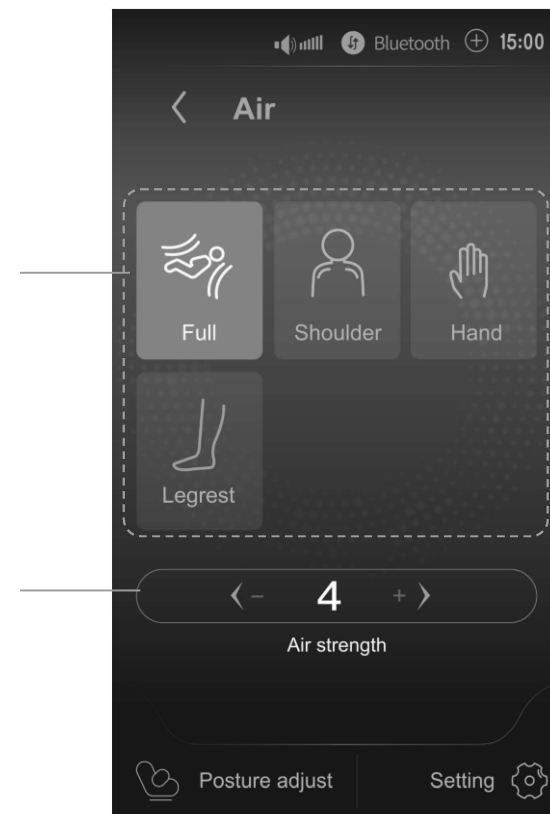 Bluetooth 15:00
Air
Full Shoulder Hand
Legrest
- 4 +
Air strength
Posture adjust Setting